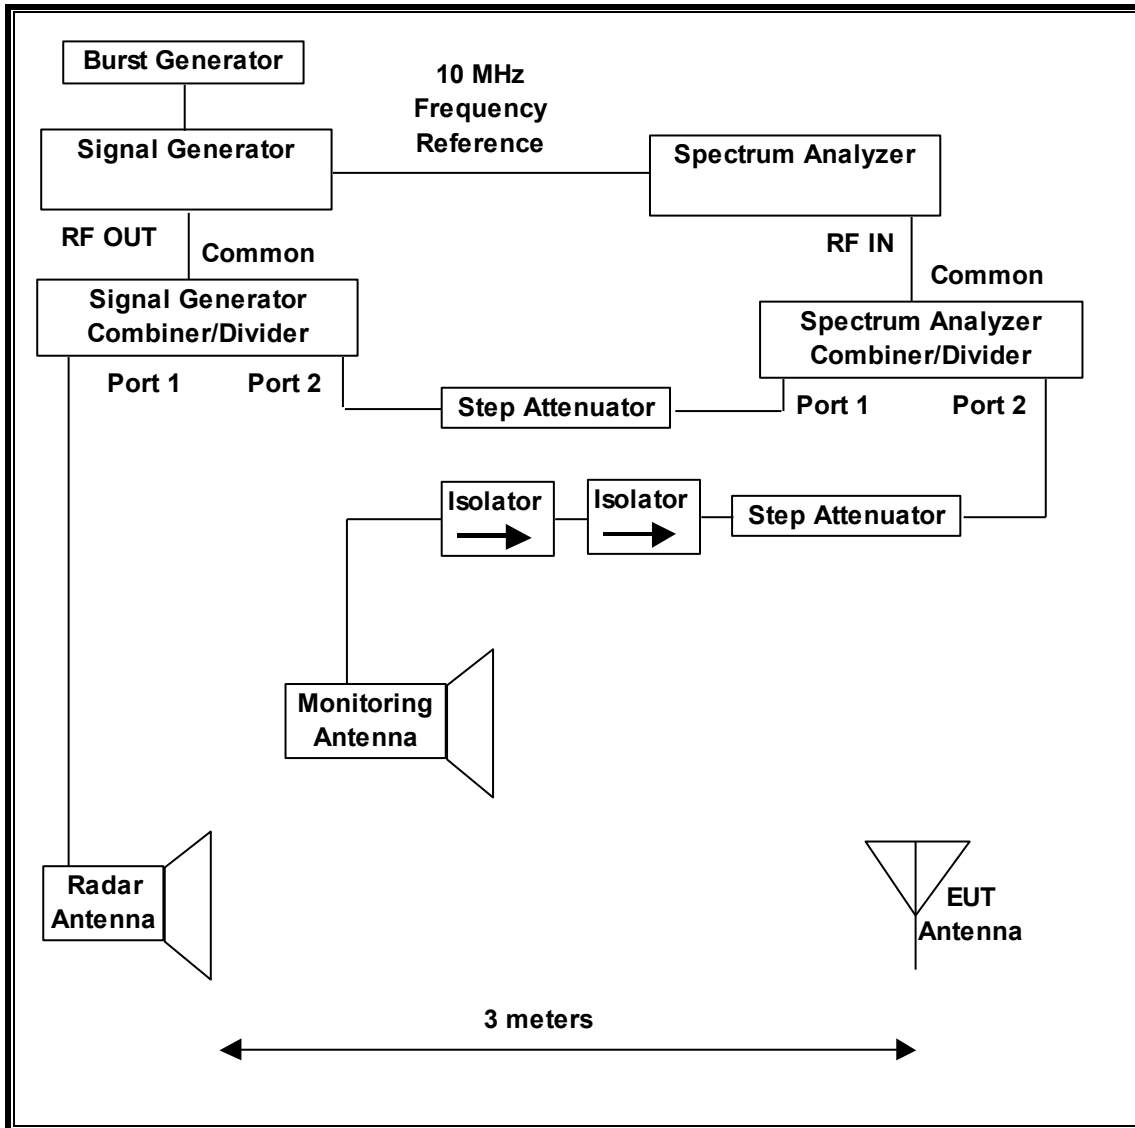 Burst Generator
10 MHz
Frequency
Reference
Signal Generator
Spectrum Analyzer
RF OUT
Common
RF IN
Common
Signal Generator
Combiner/Divider
Spectrum Analyzer
Combiner/Divider
Port 1
Port 2
Step Attenuator
Port 1
Port 2
Isolator
Isolator
Step Attenuator
Monitoring
Antenna
Radar
Antenna
EUT
Antenna
3 meters